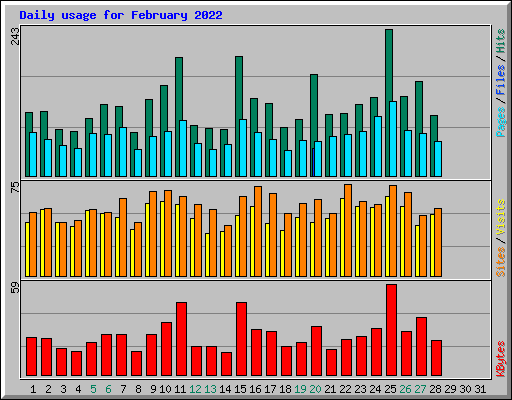 Daily usage for February 2022
243
Pages / Files / Hits
75
Sites / Visits
59
KBytes
1 2 3 4 5 6 7 8 9 10 11 12 13 14 15 16 17 18 19 20 21 22 23 24 25 26 27 28 29 30 31